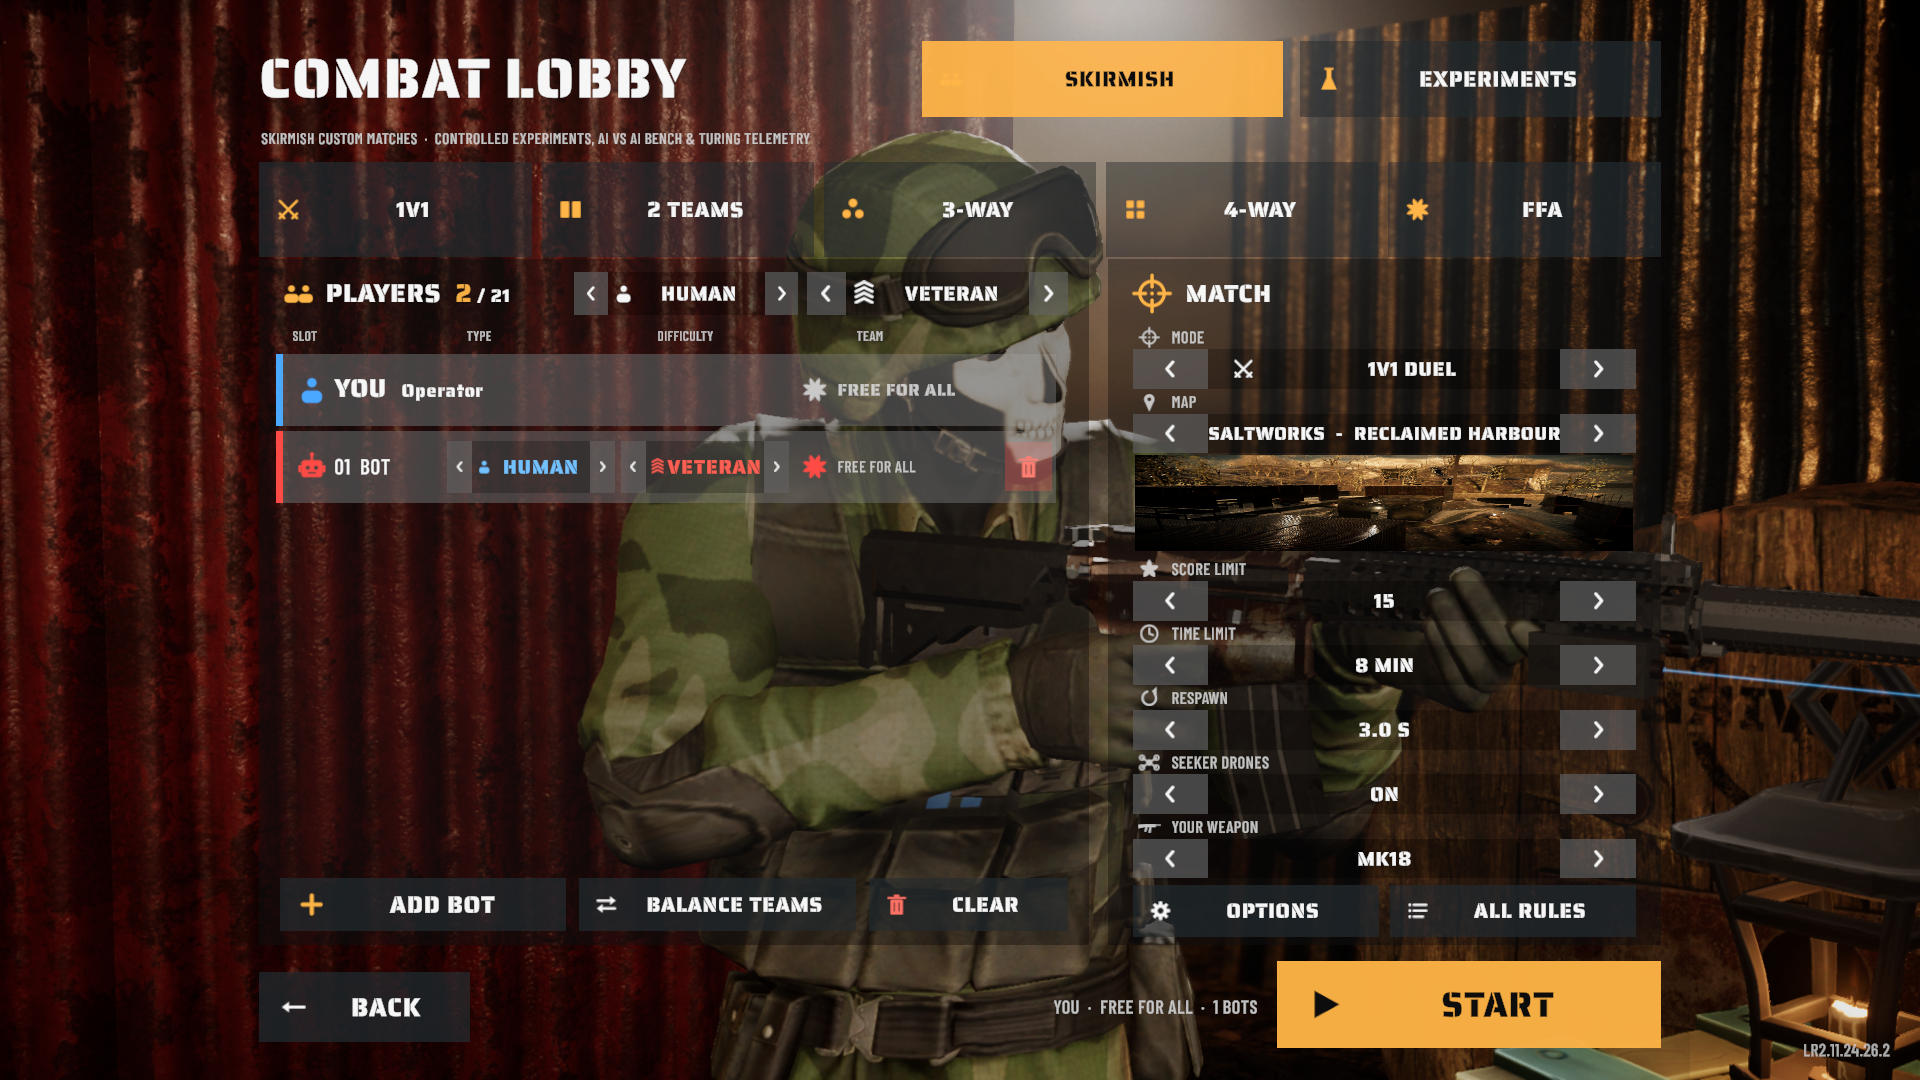 COMBAT LOBBY
SKIRMISH
EXPERIMENTS
SKIRMISH CUSTOM MATCHES · CONTROLLED EXPERIMENTS, AI VS AI BENCH & TURING TELEMETRY
1V1
2 TEAMS
3-WAY
4-WAY
FFA
PLAYERS 2 / 21
HUMAN
VETERAN
SLOT TYPE DIFFICULTY TEAM
YOU Operator FREE FOR ALL
01 BOT HUMAN VETERAN FREE FOR ALL
ADD BOT
BALANCE TEAMS
CLEAR
MATCH
MODE
1V1 DUEL
MAP
SALTWORKS - RECLAIMED HARBOUR
SCORE LIMIT
15
TIME LIMIT
8 MIN
RESPAWN
3.0 S
SEEKER DRONES
ON
YOUR WEAPON
MK18
OPTIONS
ALL RULES
BACK
YOU · FREE FOR ALL · 1 BOTS
START
LR2.11.24.26.2